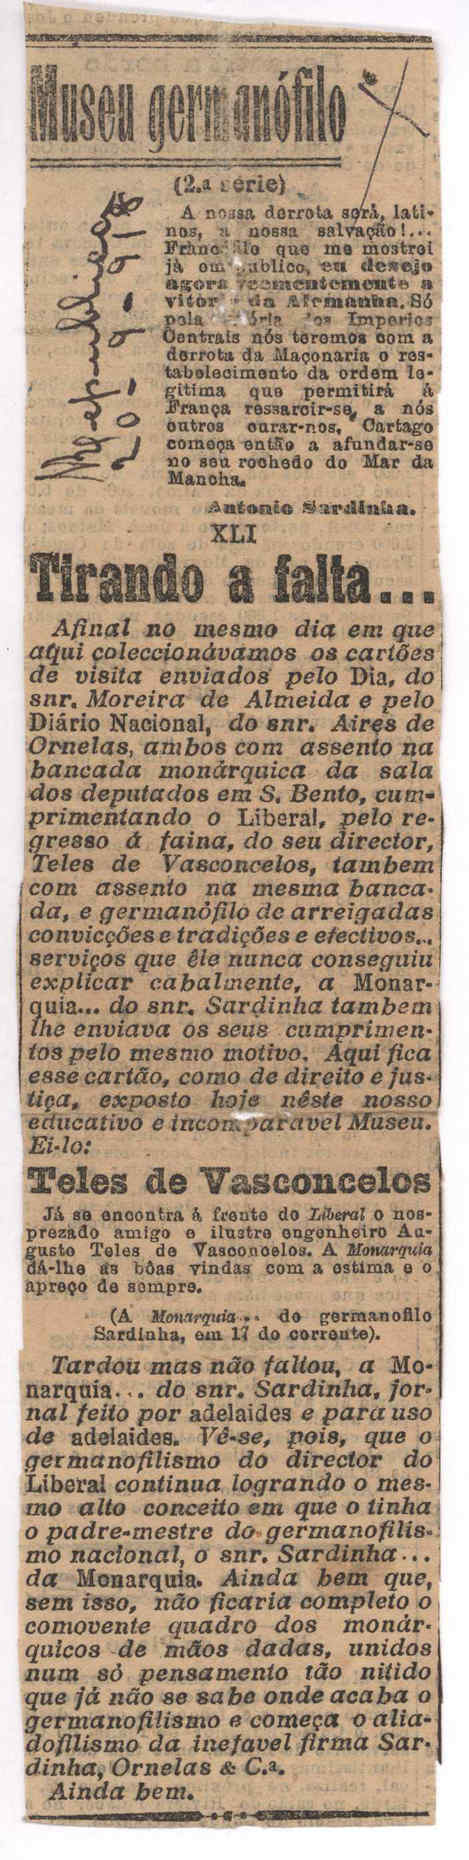 Museu germanófilo
(2.a série)
Republica
20-9-918
A nossa derrota será, lati-
nos, a nossa salvação!...
Francófilo que me mostrei
já em publico, eu desejo
agora veementemente a
vitória da Alemanha. Só
pela vitória dos Imperios
Centrais nós teremos com a
derrota da Maçonaria o res-
tabelecimento da ordem le-
gitima que permitirá á
França ressarcir-se, a nós
outros curar-nos. Cartago
começa então a afundar-se
no seu rochedo do Mar da
Mancha.
Antonio Sardinha.
XLI
Tirando a falta...
Afinal no mesmo dia em que
aqui coleccionávamos os cartões
de visita enviados pelo Dia, do
snr. Moreira de Almeida e pelo
Diário Nacional, do snr. Aires de
Ornelas, ambos com assento na
bancada monárquica da sala
dos deputados em S. Bento, cum-
primentando o Liberal, pelo re-
gresso á faina, do seu director,
Teles de Vasconcelos, tambem
com assento na mesma banca-
da, e germanófilo de arreigadas
convicções e tradições e efectivos...
serviços que êle nunca conseguiu
explicar cabalmente, a Monar-
quia... do snr. Sardinha tambem
lhe enviava os seus cumprimen-
tos pelo mesmo motivo. Aqui fica
esse cartão, como de direito e jus-
tiça, exposto hoje nêste nosso
educativo e incomparavel Museu.
Ei-lo:
Teles de Vasconcelos
Já se encontra á frente do Liberal o nos-
prezado amigo e ilustre engenheiro Au-
gusto Teles de Vasconcelos. A Monarquia
dá-lhe as bôas vindas com a estima e o
apreço de sempre.
(A Monarquia... do germanofilo
Sardinha, em 17 do corrente).
Tardou mas não faltou, a Mo-
narquia... do snr. Sardinha, jor-
nal feito por adelaides e para uso
de adelaides. Vê-se, pois, que o
germanofilismo do director do
Liberal continua logrando o mes-
mo alto conceito em que o tinha
o padre-mestre do germanofilis-
mo nacional, o snr. Sardinha...
da Monarquia. Ainda bem que,
sem isso, não ficaria completo o
comovente quadro dos monár-
quicos de mãos dadas, unidos
num só pensamento tão nitido
que já não se sabe onde acaba o
germanofilismo e começa o alia-
dofilismo da inefavel firma Sar-
dinha, Ornelas & C.a.
Ainda bem.